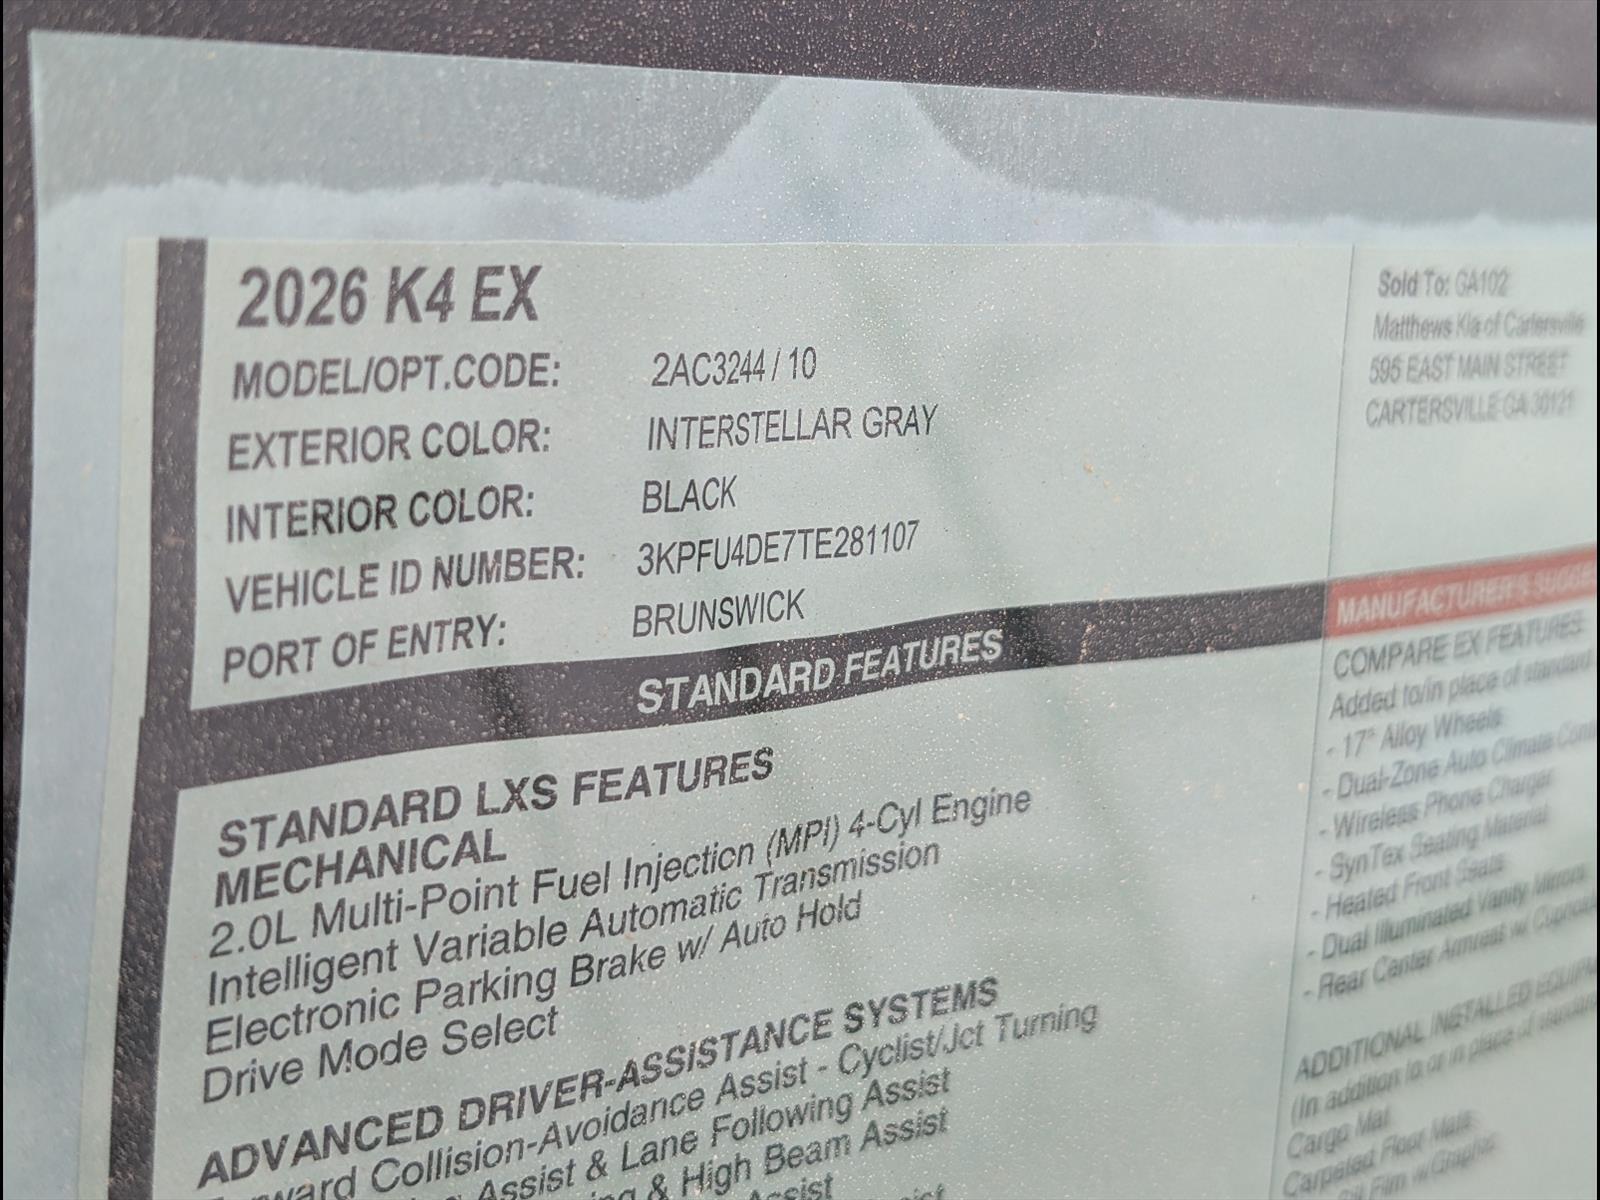 2026 K4 EX
MODEL/OPT.CODE: 2AC3244 / 10
EXTERIOR COLOR: INTERSTELLAR GRAY
INTERIOR COLOR: BLACK
VEHICLE ID NUMBER: 3KPFU4DE7TE281107
PORT OF ENTRY: BRUNSWICK
Sold To: GA102
Matthews Kia of Cartersville
595 EAST MAIN STREET
CARTERSVILLE GA 30121
STANDARD FEATURES
STANDARD LXS FEATURES
MECHANICAL
2.0L Multi-Point Fuel Injection (MPI) 4-Cyl Engine
Intelligent Variable Automatic Transmission
Electronic Parking Brake w/ Auto Hold
Drive Mode Select
ADVANCED DRIVER-ASSISTANCE SYSTEMS
Collision-Avoidance Assist - Cyclist/Jct Turning
Assist & Lane Following Assist
& High Beam Assist
Assist
MANUFACTURER'S
COMPARE EX FEATURES:
Added to/in place of standard
- 17" Alloy Wheels
- Dual-Zone Auto Climate
- Wireless Phone Charger
- SynTex Seating Material
- Heated Front Seats
- Dual Illuminated Vanity Mirrors
- Rear Center Armrest w/
ADDITIONAL INSTALLED
(In addition to or in place of standard
Cargo Mat
Carpeted Floor Mats
Film w/Graphic